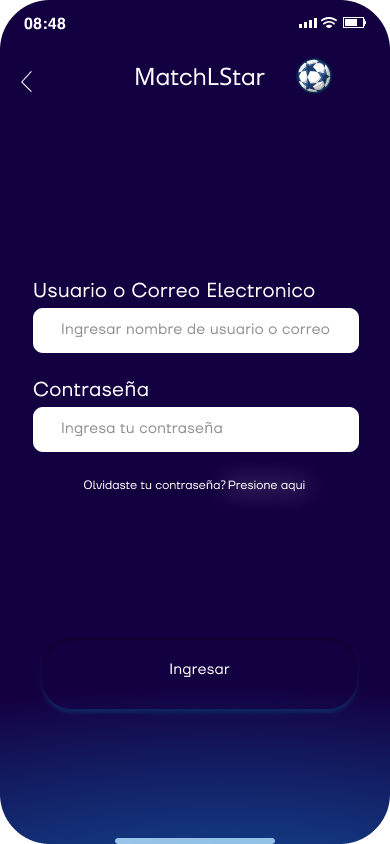 08:48
MatchLStar
Usuario o Correo Electronico
Ingresar nombre de usuario o correo
Contraseña
Ingresa tu contraseña
Olvidaste tu contraseña? Presione aqui
Ingresar